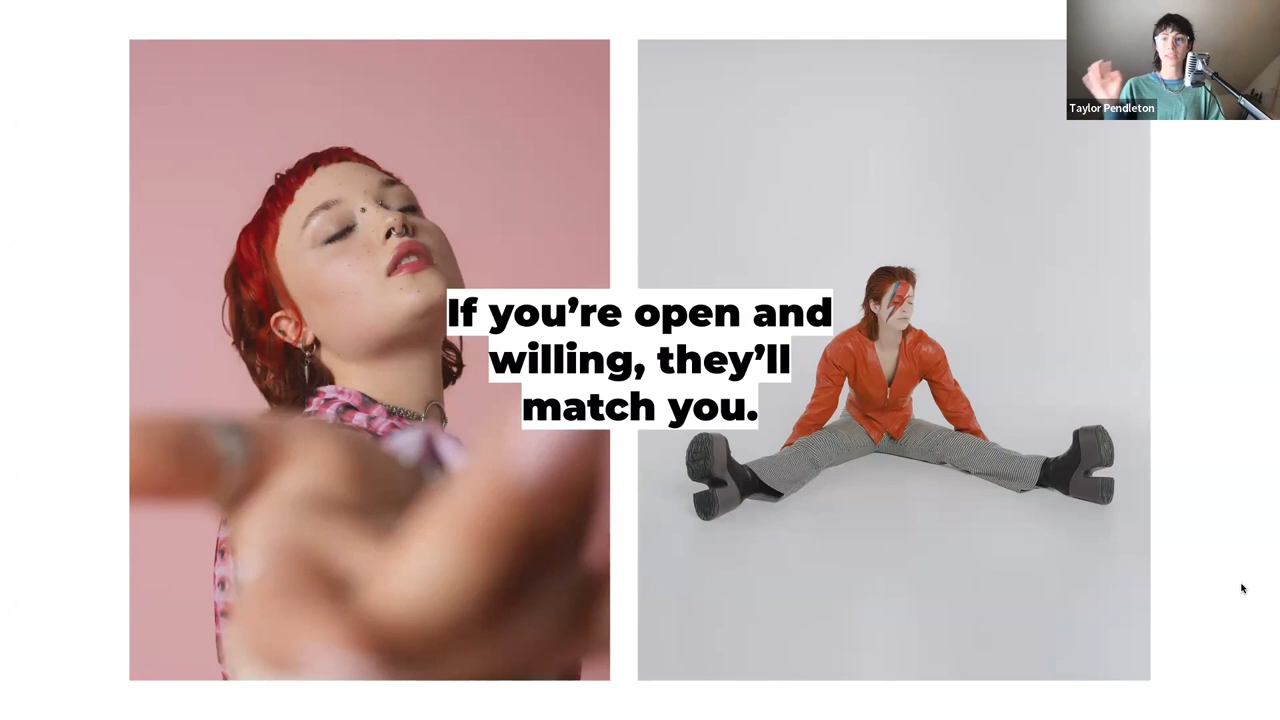 Taylor Pendleton
If you’re open and
willing, they’ll
match you.